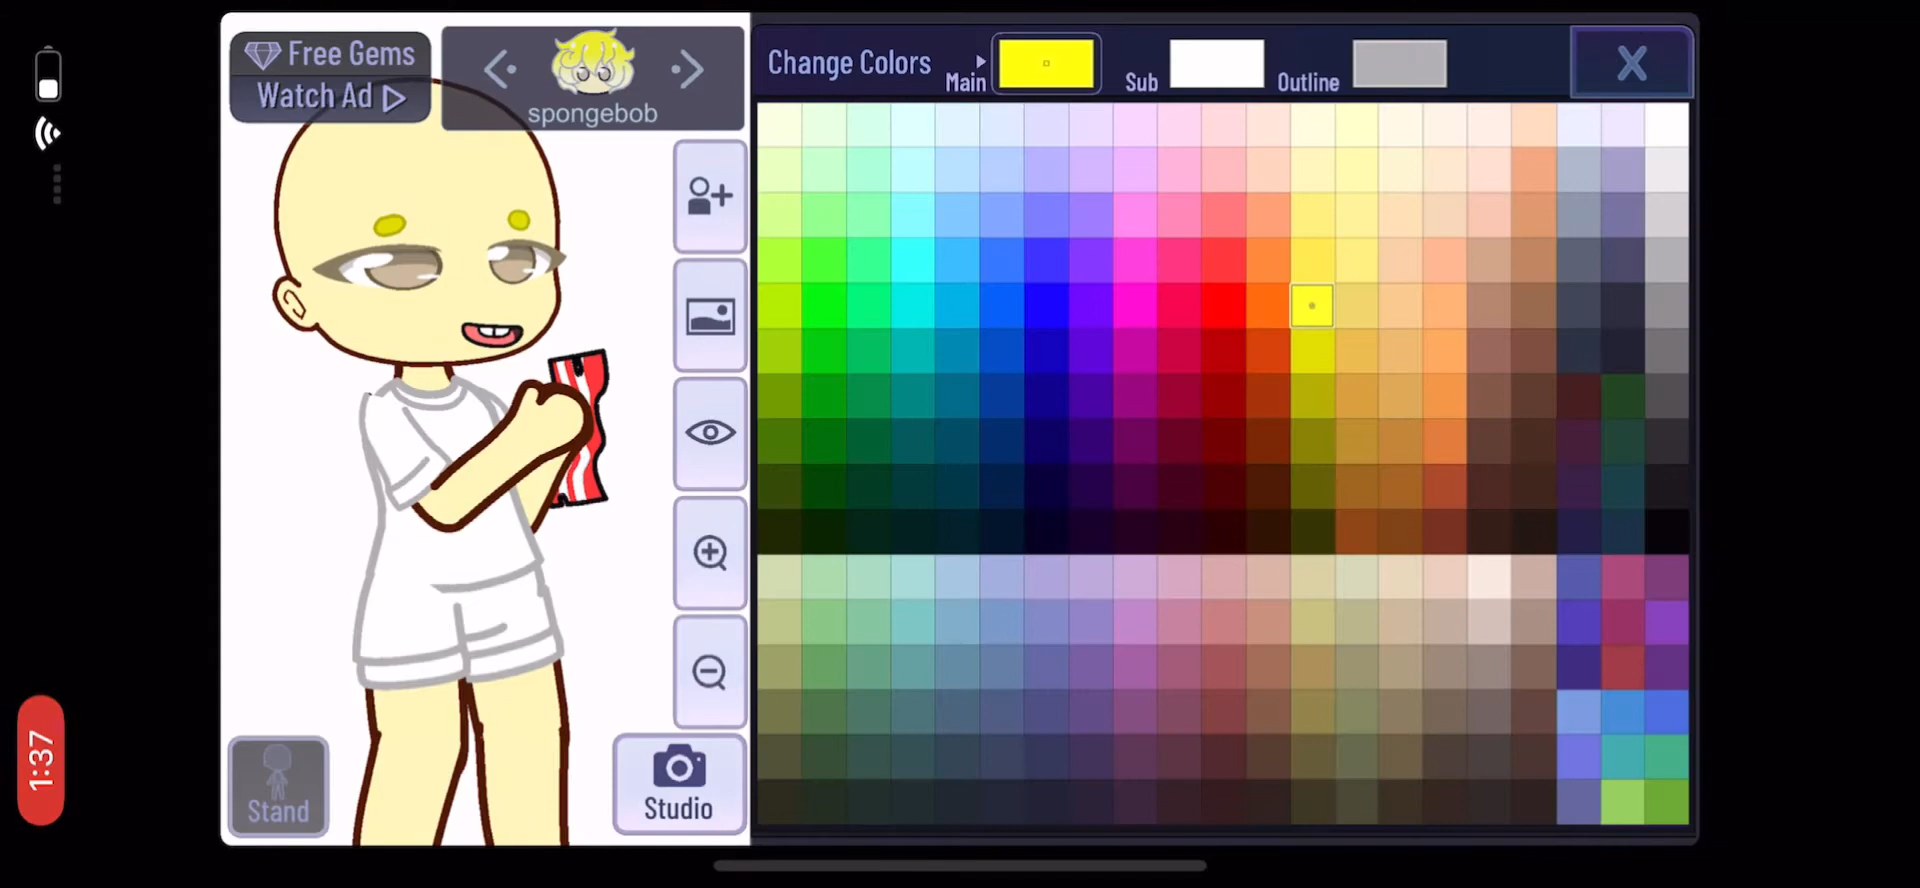 Free Gems
Watch Ad
spongebob
Change Colors
Main
Sub
Outline
X
1:37
Stand
Studio